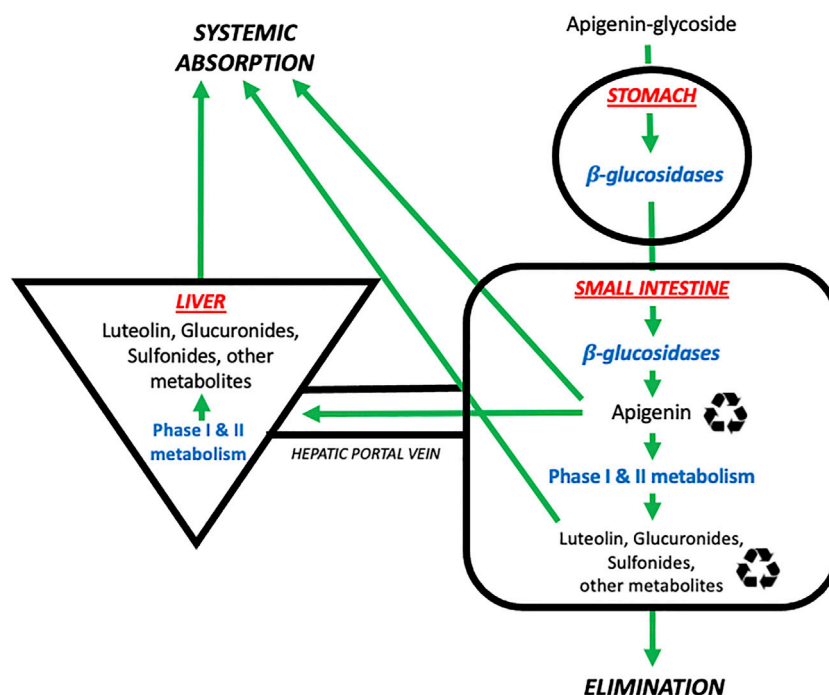 SYSTEMIC
ABSORPTION
Apigenin-glycoside
STOMACH
β-glucosidases
SMALL INTESTINE
β-glucosidases
Apigenin
Phase I & II metabolism
Luteolin, Glucuronides,
Sulfonides,
other metabolites
ELIMINATION
HEPATIC PORTAL VEIN
LIVER
Luteolin, Glucuronides,
Sulfonides, other
metabolites
Phase I & II
metabolism